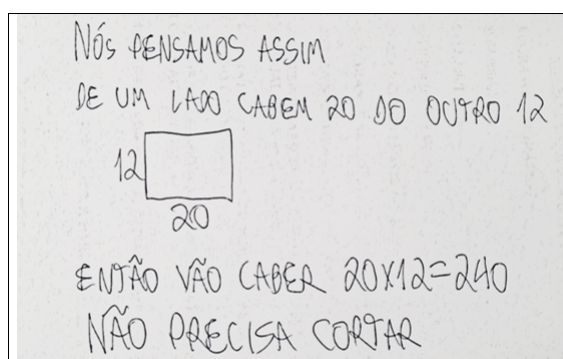 NÓS PENSAMOS ASSIM
DE UM LADO CABEM 20 DO OUTRO 12
12
20
ENTÃO VÃO CABER 20X12=240
NÃO PRECISA CORTAR